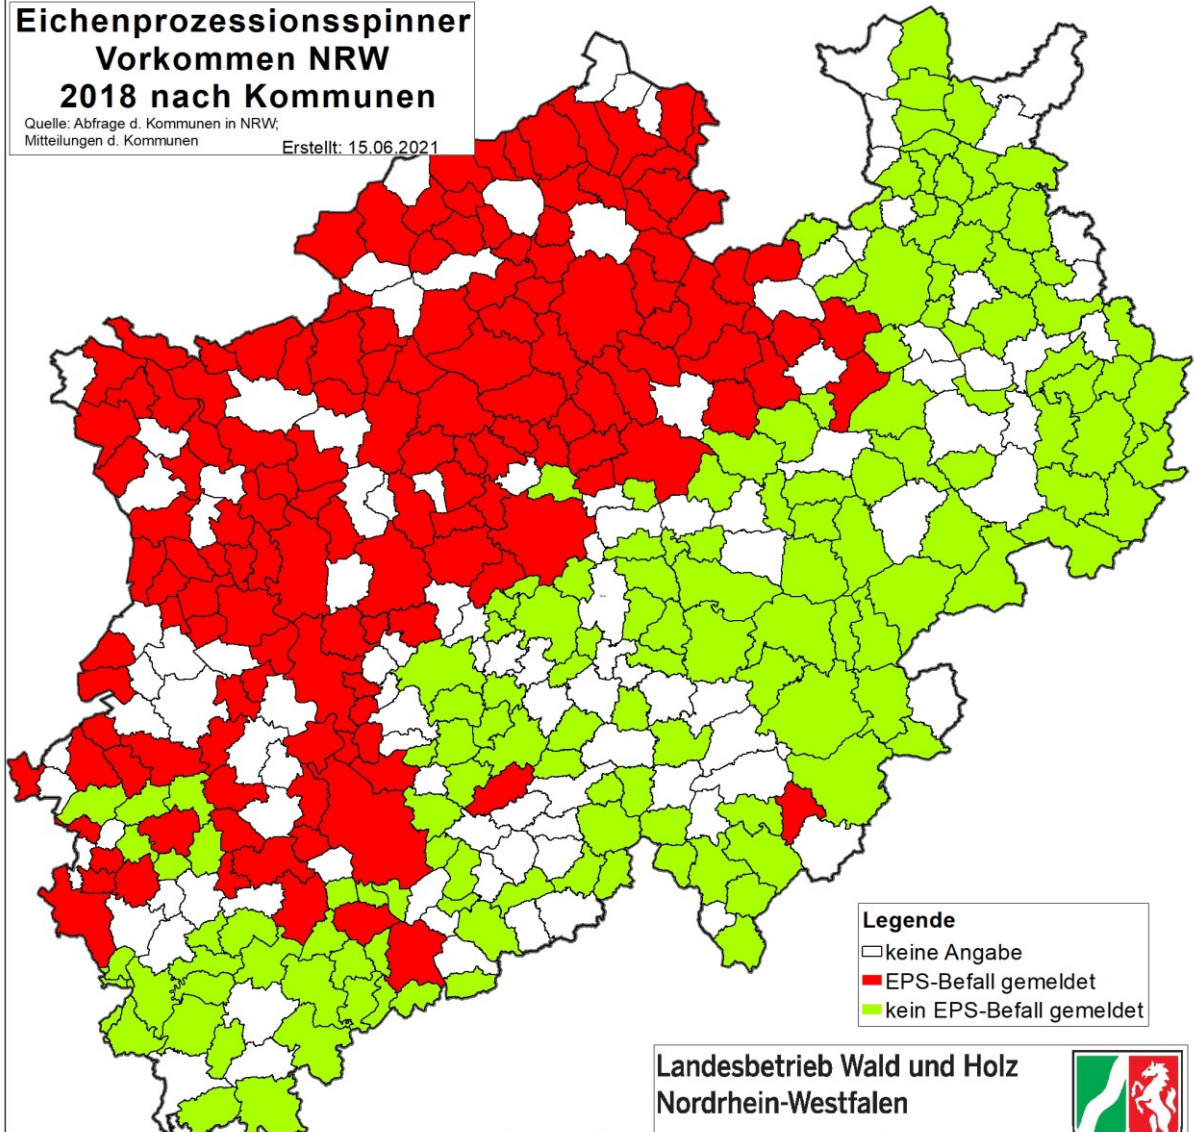 Eichenprozessionsspinner
Vorkommen NRW
2018 nach Kommunen
Quelle: Abfrage d. Kommunen in NRW;
Mitteilungen d. Kommunen
Erstellt: 15.06.2021
Legende
keine Angabe
EPS-Befall gemeldet
kein EPS-Befall gemeldet
Landesbetrieb Wald und Holz
Nordrhein-Westfalen